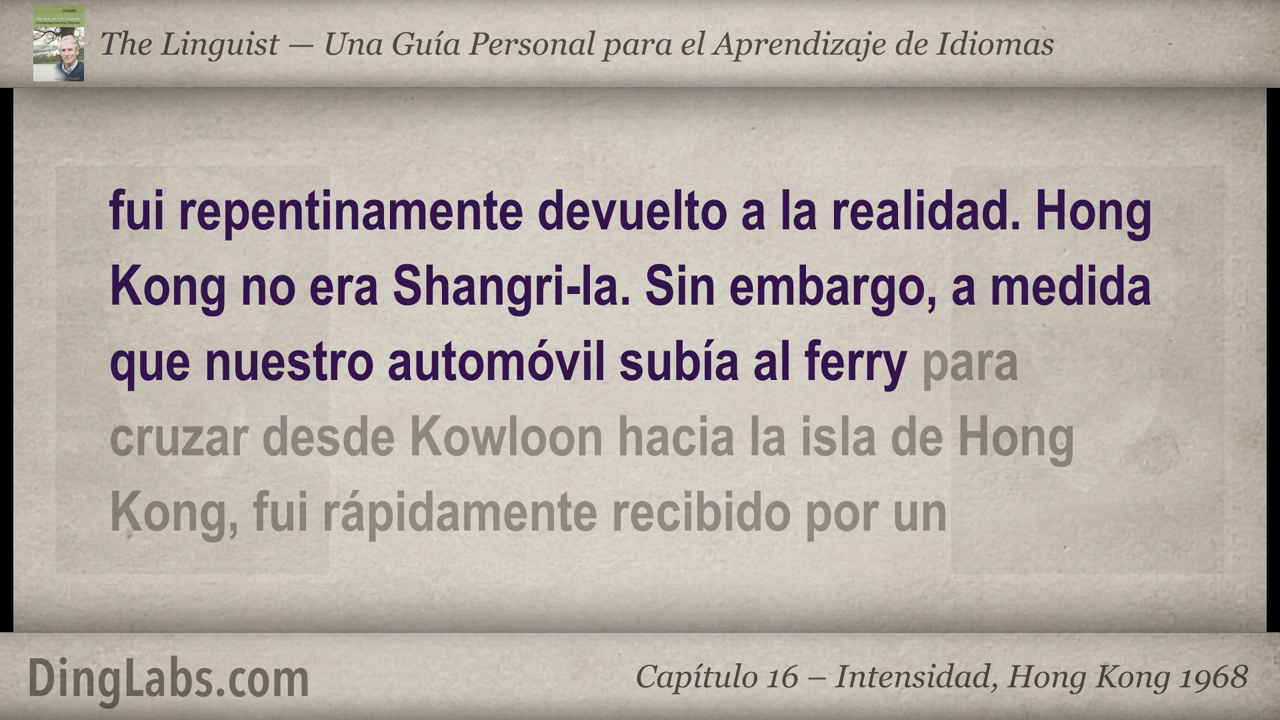 The Linguist — Una Guía Personal para el Aprendizaje de Idiomas
fui repentinamente devuelto a la realidad. Hong
Kong no era Shangri-la. Sin embargo, a medida
que nuestro automóvil subía al ferry para
cruzar desde Kowloon hacia la isla de Hong
Kong, fui rápidamente recibido por un
DingLabs.com
Capítulo 16 – Intensidad, Hong Kong 1968